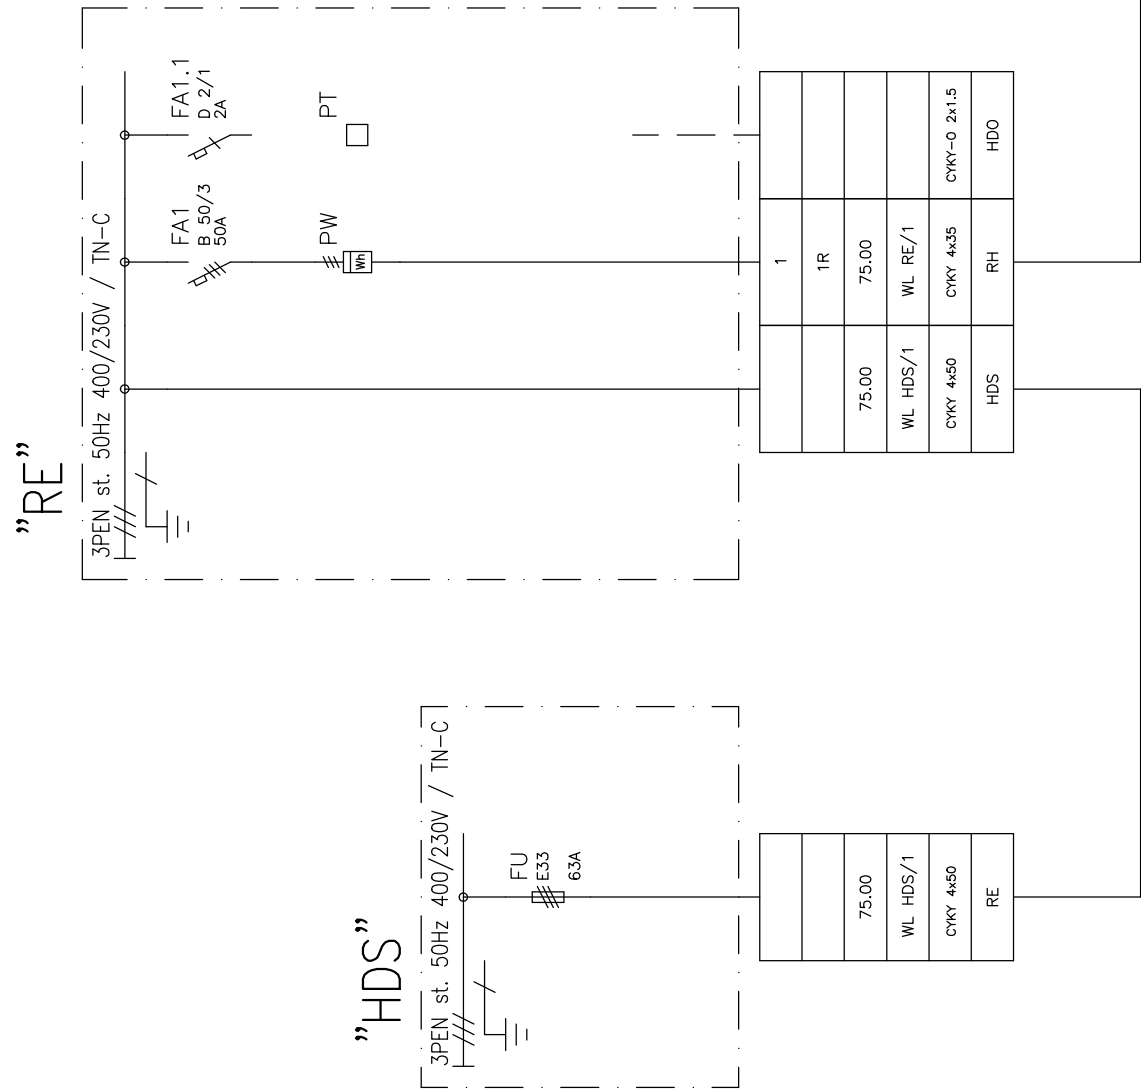 "RE"
3PEN st. 50Hz 400/230V / TN-C
FA1
B 50/3
50A
FA1.1
D 2/1
2A
PW
Wh
PT
1
1R
75.00
75.00
WL HDS/1
WL RE/1
CYKY 4x50
CYKY 4x35
CYKY-O 2x1.5
HDS
RH
HDO
"HDS"
3PEN st. 50Hz 400/230V / TN-C
FU
E33
63A
75.00
WL HDS/1
CYKY 4x50
RE